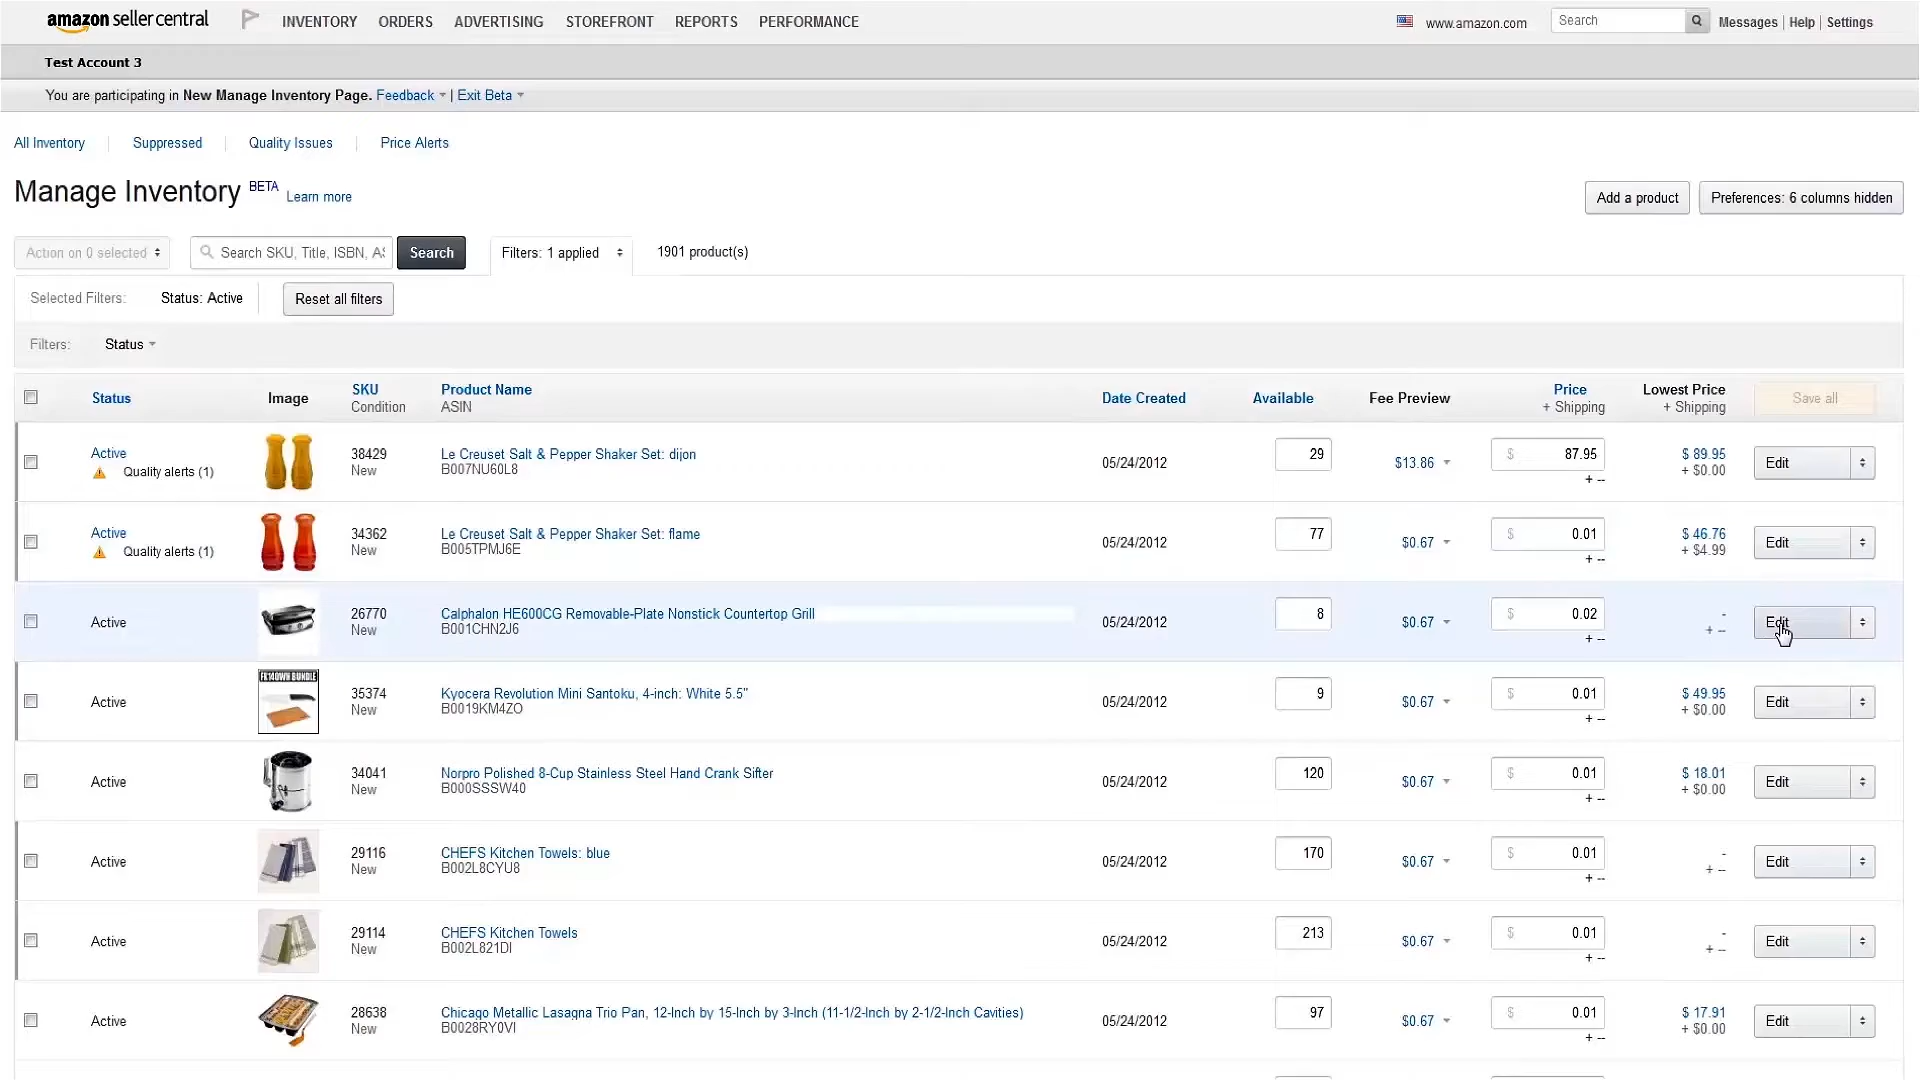 amazon seller central INVENTORY ORDERS ADVERTISING STOREFRONT REPORTS PERFORMANCE www.amazon.com Search Messages | Help | Settings
Test Account 3
You are participating in New Manage Inventory Page. Feedback | Exit Beta
All Inventory Suppressed Quality Issues Price Alerts
Manage Inventory BETA Learn more Add a product Preferences: 6 columns hidden
Action on 0 selected Search SKU, Title, ISBN, AS Search Filters: 1 applied 1901 product(s)
Selected Filters: Status: Active Reset all filters
Filters: Status
Status Image SKU Product Name Date Created Available Fee Preview Price Lowest Price Save all
Condition ASIN + Shipping + Shipping
Active 38429 Le Creuset Salt & Pepper Shaker Set: dijon 05/24/2012 29 $13.86 $ 87.95 $ 89.95 Edit
Quality alerts (1) New B007NU60L8 + -- + $0.00
Active 34362 Le Creuset Salt & Pepper Shaker Set: flame 05/24/2012 77 $0.67 $ 0.01 $ 46.76 Edit
Quality alerts (1) New B005TPMJ6E + -- + $4.99
Active 26770 Calphalon HE600CG Removable-Plate Nonstick Countertop Grill 05/24/2012 8 $0.67 $ 0.02 - Edit
New B001CHN2J6 + -- + --
FK140WH BUNDLE
Active 35374 Kyocera Revolution Mini Santoku, 4-inch: White 5.5" 05/24/2012 9 $0.67 $ 0.01 $ 49.95 Edit
New B0019KM4ZO + -- + $0.00
Active 34041 Norpro Polished 8-Cup Stainless Steel Hand Crank Sifter 05/24/2012 120 $0.67 $ 0.01 $ 18.01 Edit
New B000SSSW40 + -- + $0.00
Active 29116 CHEFS Kitchen Towels: blue 05/24/2012 170 $0.67 $ 0.01 - Edit
New B002L8CYU8 + -- + --
Active 29114 CHEFS Kitchen Towels 05/24/2012 213 $0.67 $ 0.01 - Edit
New B002L821DI + -- + --
Active 28638 Chicago Metallic Lasagna Trio Pan, 12-Inch by 15-Inch by 3-Inch (11-1/2-Inch by 2-1/2-Inch Cavities) 05/24/2012 97 $0.67 $ 0.01 $ 17.91 Edit
New B0028RY0VI + -- + $0.00